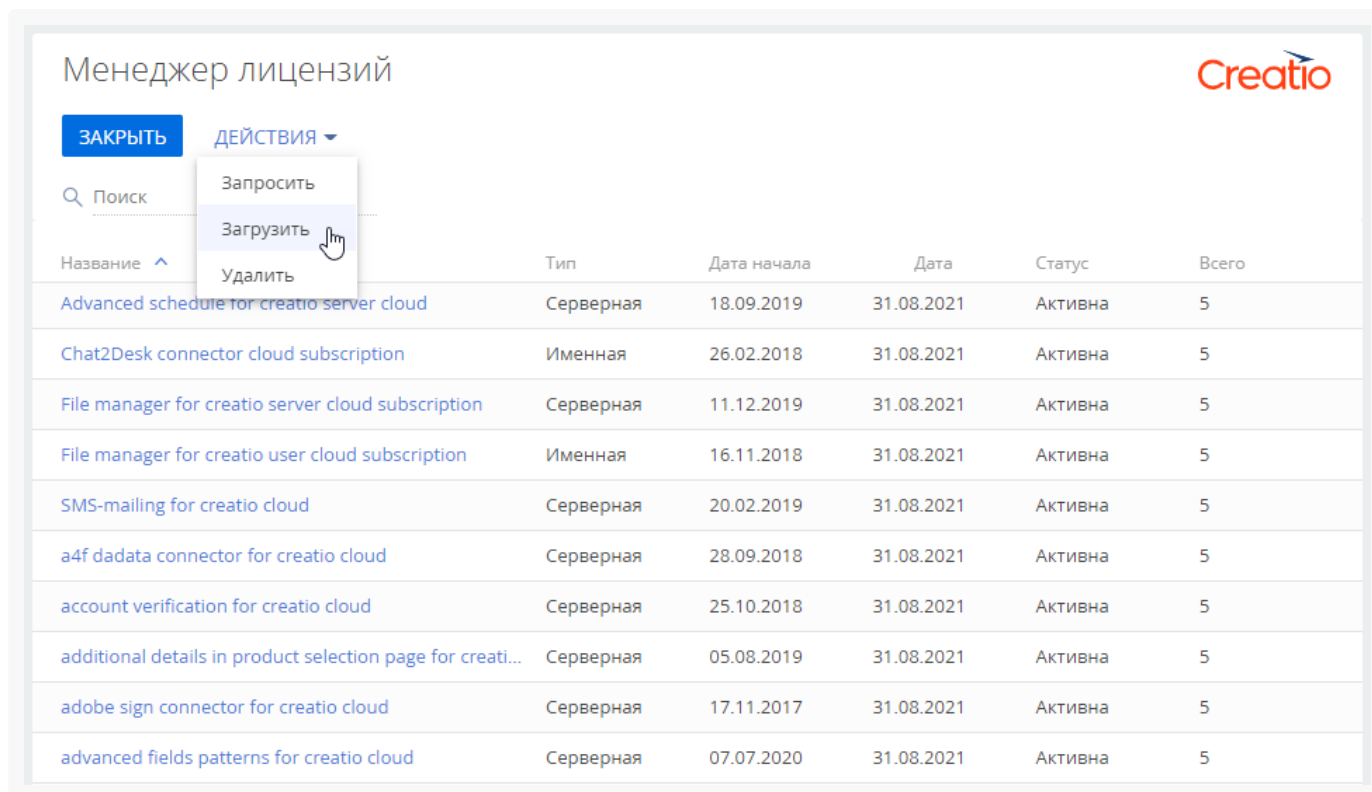 Менеджер лицензий
Creatio
ЗАКРЫТЬ ДЕЙСТВИЯ
Запросить
Поиск
Загрузить
Удалить
Название Тип Дата начала Дата Статус Всего
Advanced schedule for creatio server cloud Серверная 18.09.2019 31.08.2021 Активна 5
Chat2Desk connector cloud subscription Именная 26.02.2018 31.08.2021 Активна 5
File manager for creatio server cloud subscription Серверная 11.12.2019 31.08.2021 Активна 5
File manager for creatio user cloud subscription Именная 16.11.2018 31.08.2021 Активна 5
SMS-mailing for creatio cloud Серверная 20.02.2019 31.08.2021 Активна 5
a4f dadata connector for creatio cloud Серверная 28.09.2018 31.08.2021 Активна 5
account verification for creatio cloud Серверная 25.10.2018 31.08.2021 Активна 5
additional details in product selection page for creati... Серверная 05.08.2019 31.08.2021 Активна 5
adobe sign connector for creatio cloud Серверная 17.11.2017 31.08.2021 Активна 5
advanced fields patterns for creatio cloud Серверная 07.07.2020 31.08.2021 Активна 5